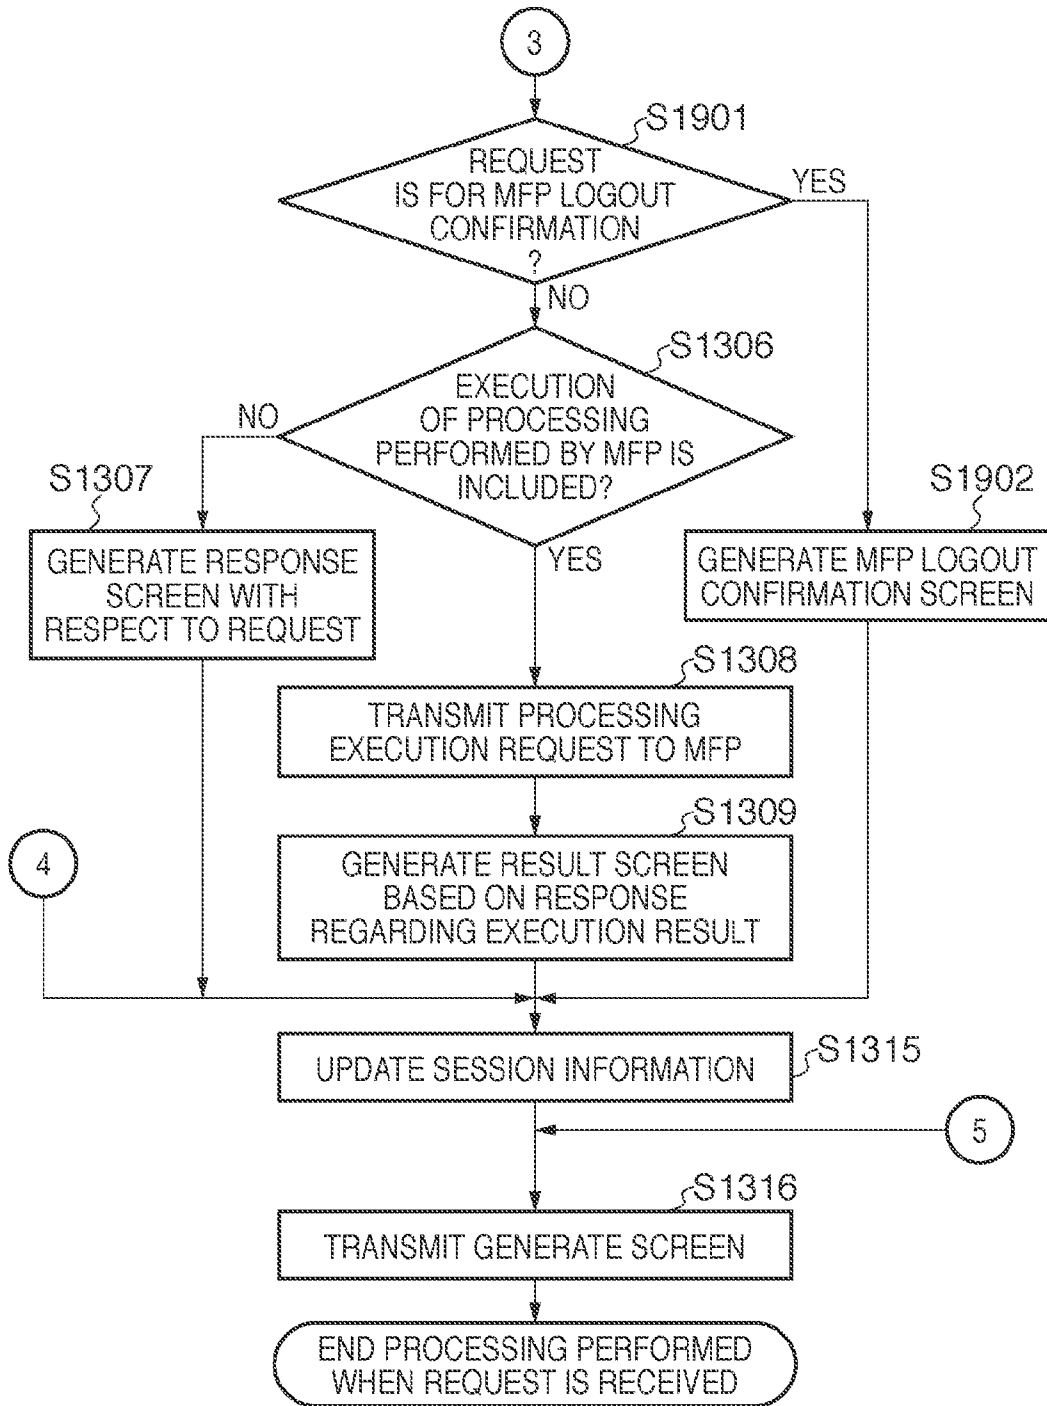 3
S1901
REQUEST
IS FOR MFP LOGOUT
CONFIRMATION
?
YES
NO
S1306
EXECUTION
OF PROCESSING
PERFORMED BY MFP IS
INCLUDED?
NO
YES
S1307
GENERATE RESPONSE
SCREEN WITH
RESPECT TO REQUEST
S1902
GENERATE MFP LOGOUT
CONFIRMATION SCREEN
S1308
TRANSMIT PROCESSING
EXECUTION REQUEST TO MFP
S1309
GENERATE RESULT SCREEN
BASED ON RESPONSE
REGARDING EXECUTION RESULT
4
S1315
UPDATE SESSION INFORMATION
5
S1316
TRANSMIT GENERATE SCREEN
END PROCESSING PERFORMED
WHEN REQUEST IS RECEIVED